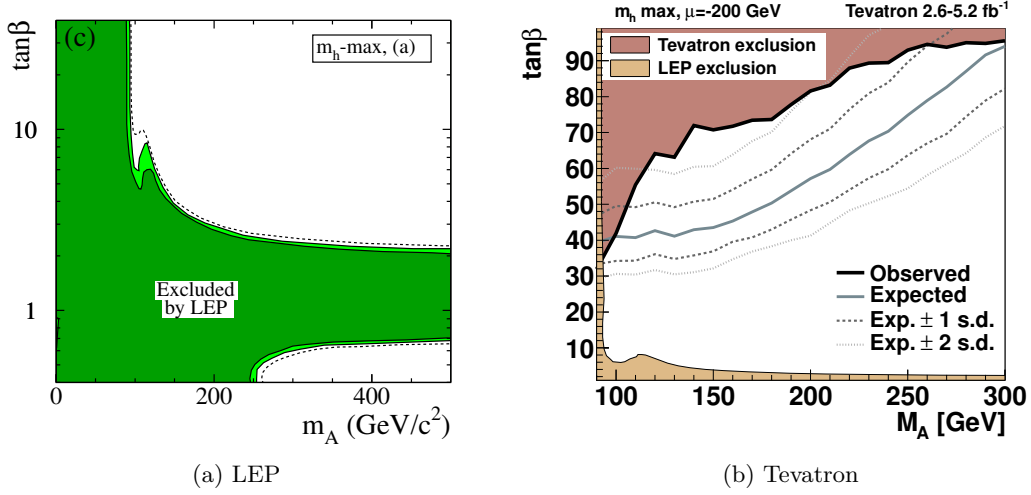 (c)
m_h-max, (a)
tanβ
10
1
Excluded
by LEP
0
200
400
m_A (GeV/c²)
(a) LEP
m_h max, μ=-200 GeV
Tevatron 2.6-5.2 fb⁻¹
Tevatron exclusion
LEP exclusion
tanβ
90
80
70
60
50
40
30
20
10
Observed
Expected
Exp. ± 1 s.d.
Exp. ± 2 s.d.
100 150 200 250 300
M_A [GeV]
(b) Tevatron